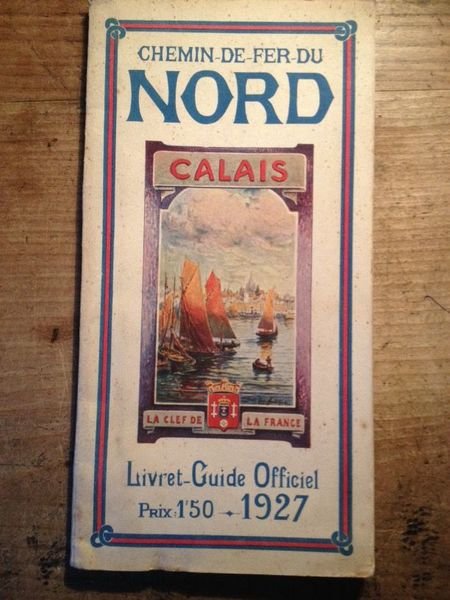 CHEMIN-DE-FER-DU
NORD
CALAIS
LA CLEF DE LA FRANCE
Livret-Guide Officiel
PRIX: 1'50 - 1927